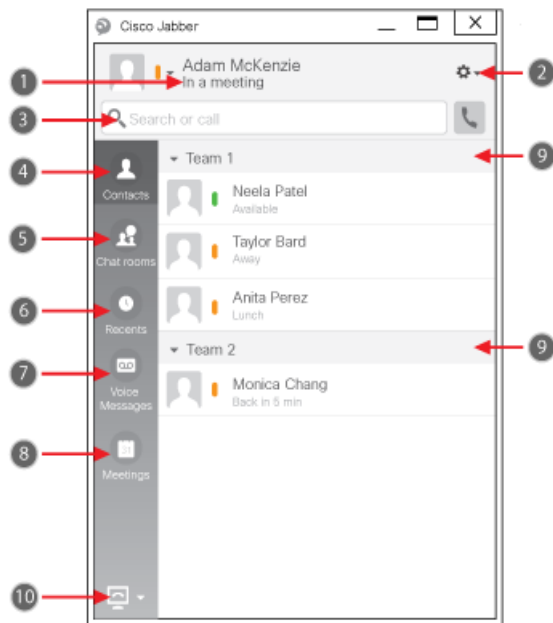 Cisco Jabber
Adam McKenzie
1
In a meeting
2
3
Search or call
4
Contacts
Team 1
9
Neela Patel
Available
5
Chat rooms
Taylor Bard
Away
6
Recents
Anita Perez
Lunch
Team 2
9
7
Voice
Messages
Monica Chang
Back in 5 min
8
31
Meetings
10